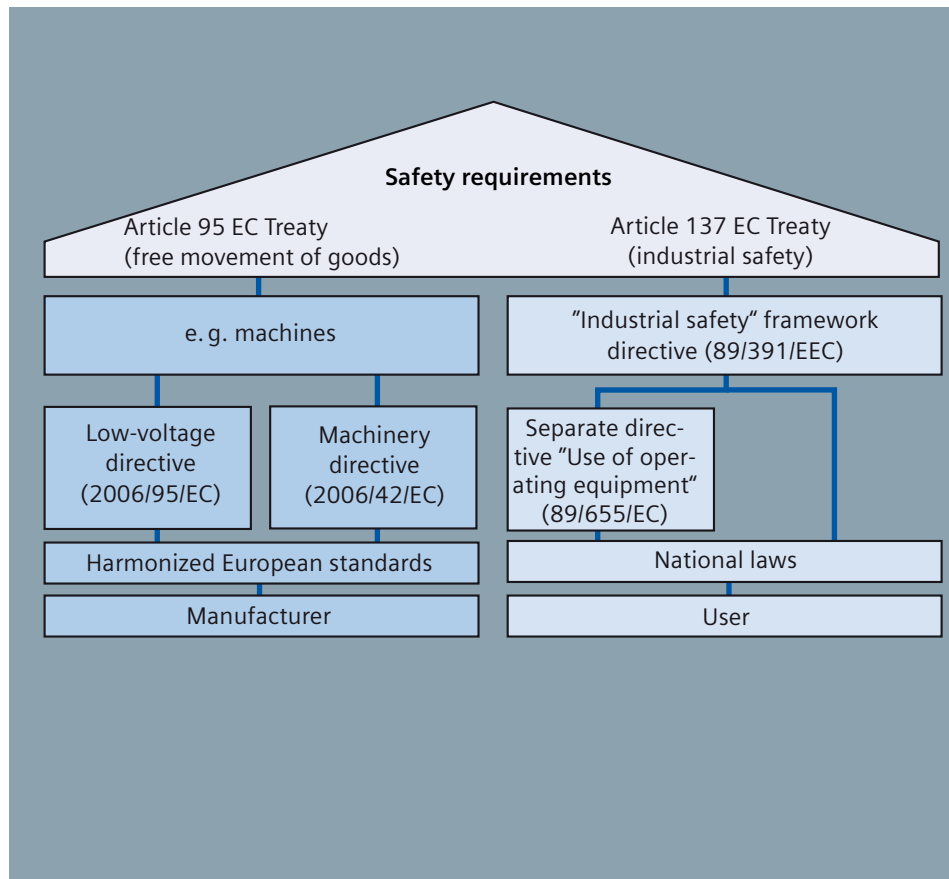 Safety requirements
Article 95 EC Treaty
(free movement of goods)
Article 137 EC Treaty
(industrial safety)
e. g. machines
"Industrial safety“ framework
directive (89/391/EEC)
Low-voltage
directive
(2006/95/EC)
Machinery
directive
(2006/42/EC)
Separate direc-
tive "Use of oper-
ating equipment“
(89/655/EC)
Harmonized European standards
National laws
Manufacturer
User